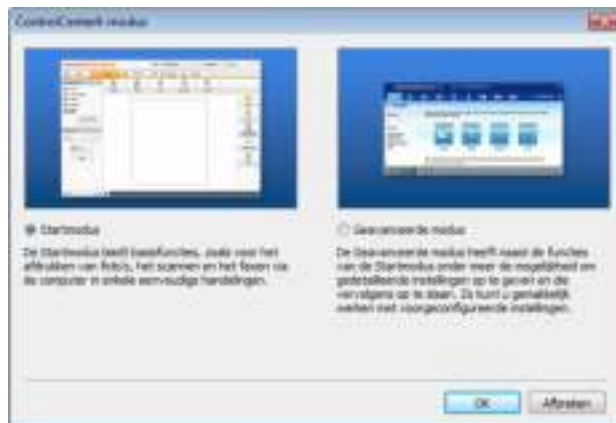 ControlCenter4-modus
Startmodus
De Startmodus biedt basisfuncties, zoals voor het
afdrukken van foto's, het scannen en het faxen via
de computer in enkele eenvoudige handelingen.
Geavanceerde modus
De Geavanceerde modus heeft naast de functies
van de Startmodus onder meer de mogelijkheid om
gedetailleerde instellingen op te geven en die
vervolgens op te slaan. Zo kunt u gemakkelijk
werken met voorgeconfigureerde instellingen.
OK
Afbreken